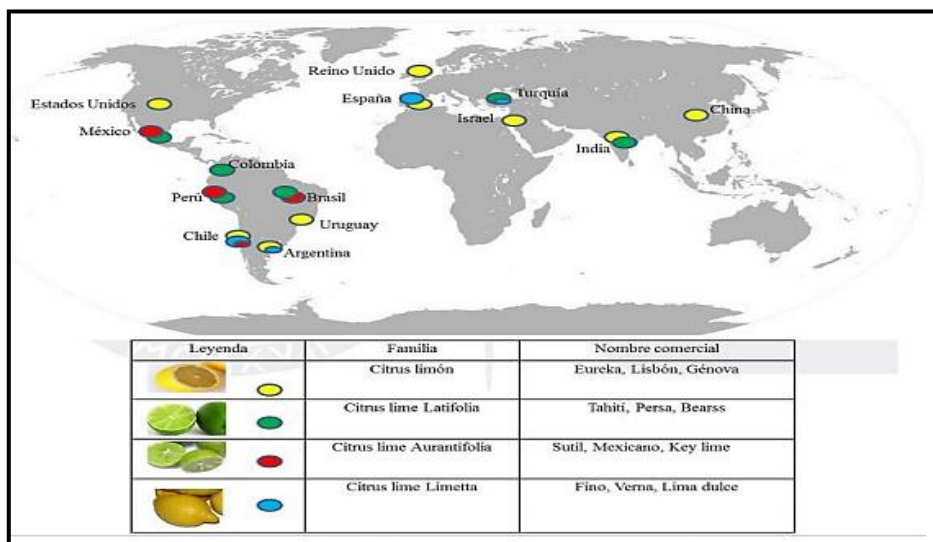 Reino Unido
Estados Unidos
España
Turquía
China
México
Israel
India
Colombia
Perú
Brasil
Uruguay
Chile
Argentina
Leyenda Familia Nombre comercial
Citrus limón Eureka, Lisbón, Génova
Citrus lime Latifolia Tahití, Persa, Bearss
Citrus lime Aurantifolia Sutil, Mexicano, Key lime
Citrus lime Limetta Fino, Verna, Lima dulce